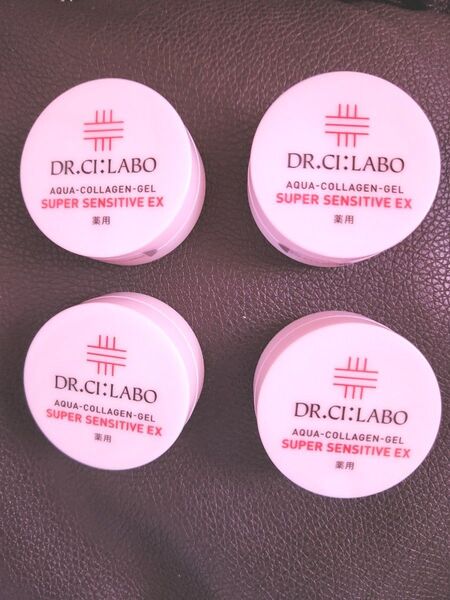 DR.CI:LABO
AQUA-COLLAGEN-GEL
SUPER SENSITIVE EX
薬用
DR.CI:LABO
AQUA-COLLAGEN-GEL
SUPER SENSITIVE EX
薬用
DR.CI:LABO
AQUA-COLLAGEN-GEL
SUPER SENSITIVE EX
薬用
DR.CI:LABO
AQUA-COLLAGEN-GEL
SUPER SENSITIVE EX
薬用